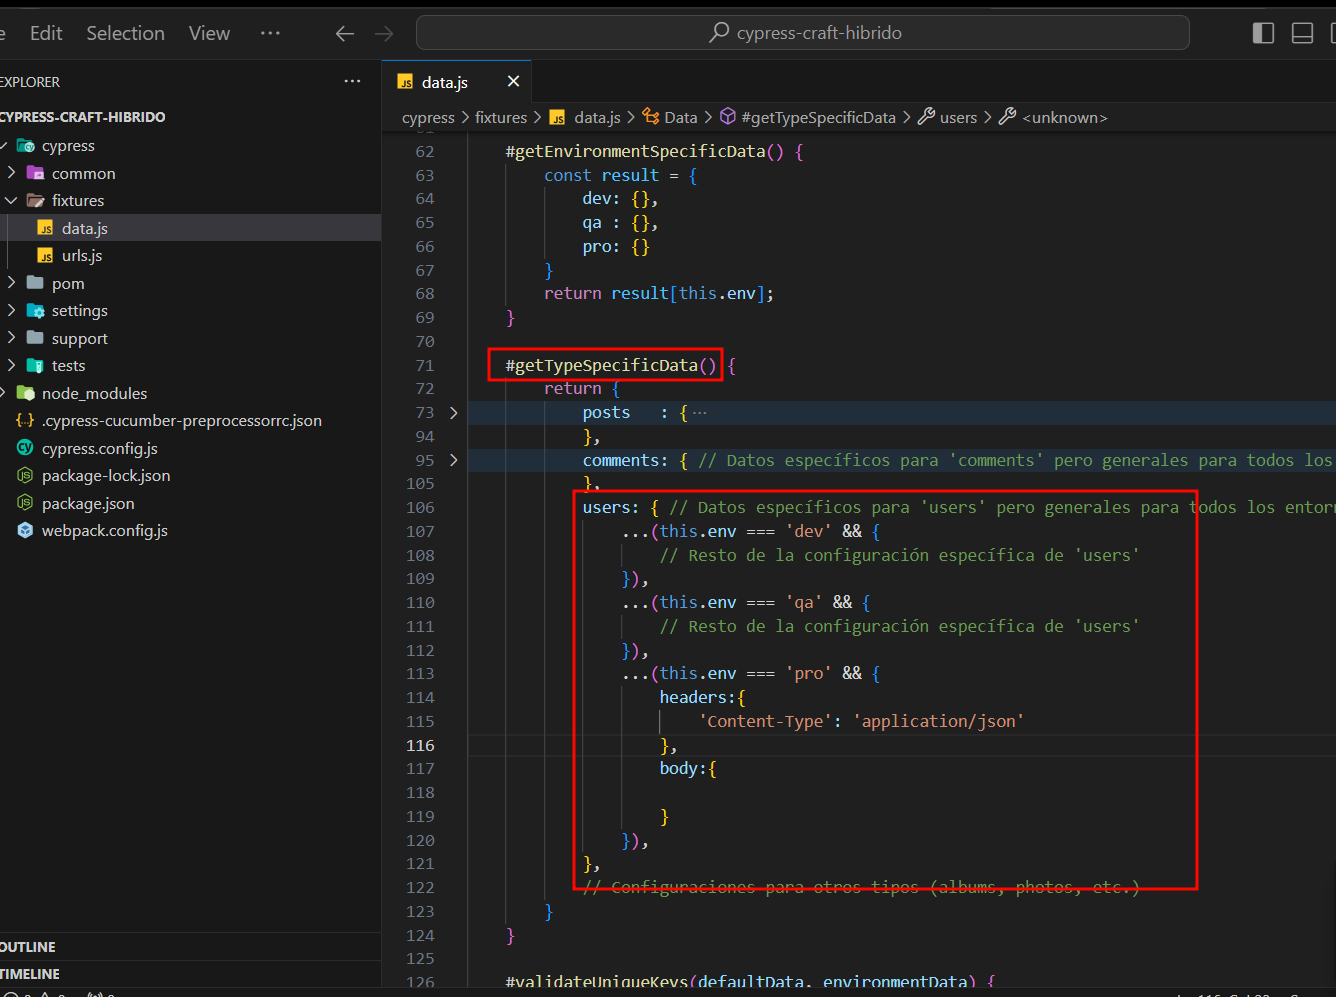 Edit Selection View ···
cypress-craft-hibrido
EXPLORER ···
CYPRESS-CRAFT-HIBRIDO
cypress
common
fixtures
data.js
urls.js
pom
settings
support
tests
node_modules
.cypress-cucumber-preprocessorrc.json
cypress.config.js
package-lock.json
package.json
webpack.config.js
OUTLINE
TIMELINE
data.js
cypress > fixtures > data.js > Data > #getTypeSpecificData > users > <unknown>
62 #getEnvironmentSpecificData() {
63 const result = {
64 dev: {},
65 qa : {},
66 pro: {}
67 }
68 return result[this.env];
69 }
70
71 #getTypeSpecificData() {
72 return {
73 posts : { ···
94 },
95 comments: { // Datos específicos para 'comments' pero generales para todos los
105 },
106 users: { // Datos específicos para 'users' pero generales para todos los entor
107 ...(this.env === 'dev' && {
108 // Resto de la configuración específica de 'users'
109 }),
110 ...(this.env === 'qa' && {
111 // Resto de la configuración específica de 'users'
112 }),
113 ...(this.env === 'pro' && {
114 headers:{
115 'Content-Type': 'application/json'
116 },
117 body:{
118
119 }
120 }),
121 },
122 // Configuraciones para otros tipos (albums, photos, etc.)
123 }
124 }
125
126 #validateUniqueKeys(defaultData, environmentData) {